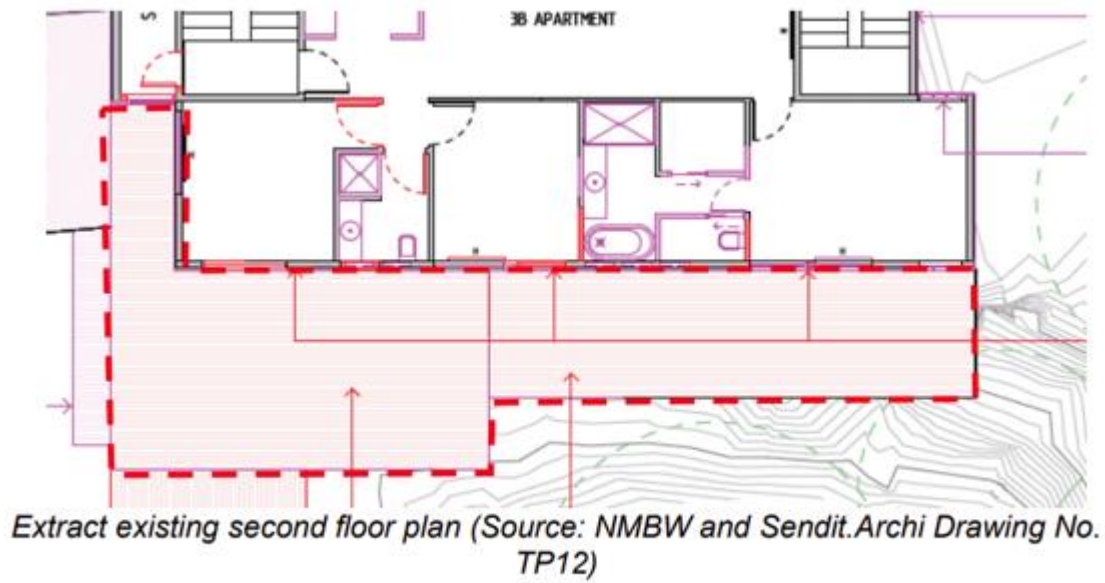 3B APARTMENT
Extract existing second floor plan (Source: NMBW and Sendit.Archi Drawing No.
TP12)